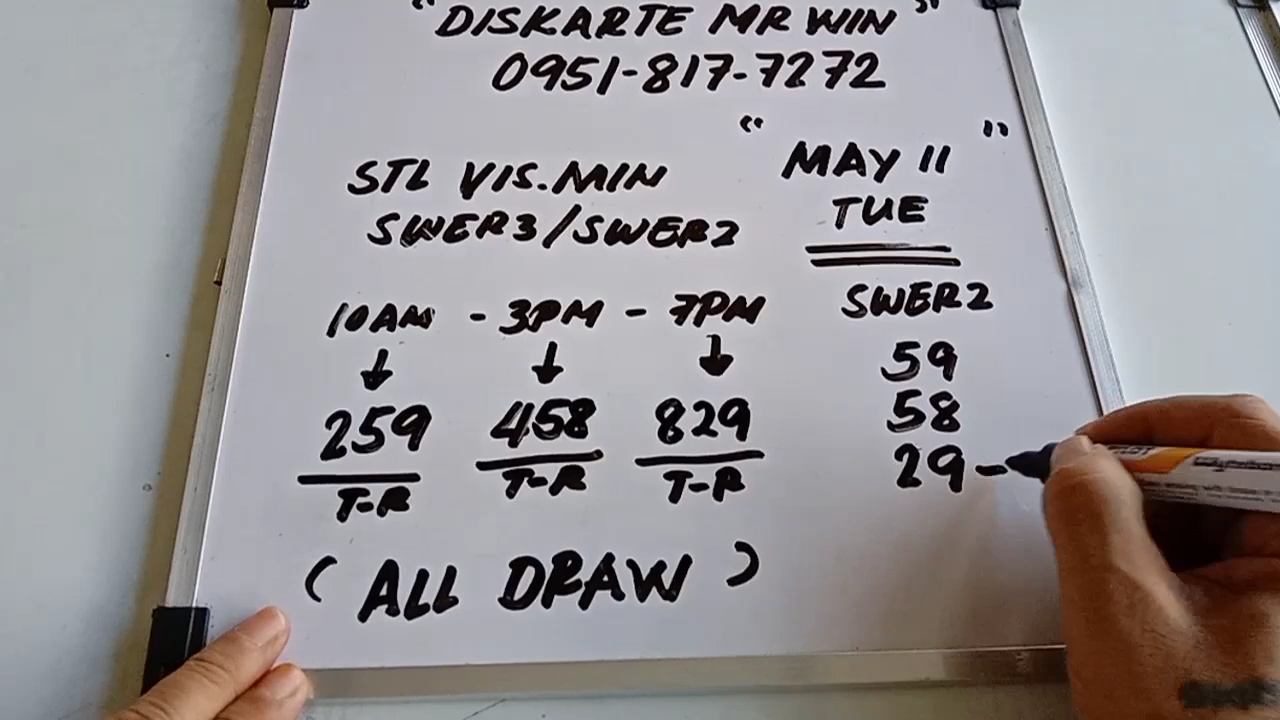 "DISKARTE MR WIN"
0951-817-7272
STL VIS.MIN
SWER3/SWER2
" MAY 11 "
TUE
10AM - 3PM - 7PM
259 458 829
T-R T-R T-R
(ALL DRAW)
SWER2
59
58
29-